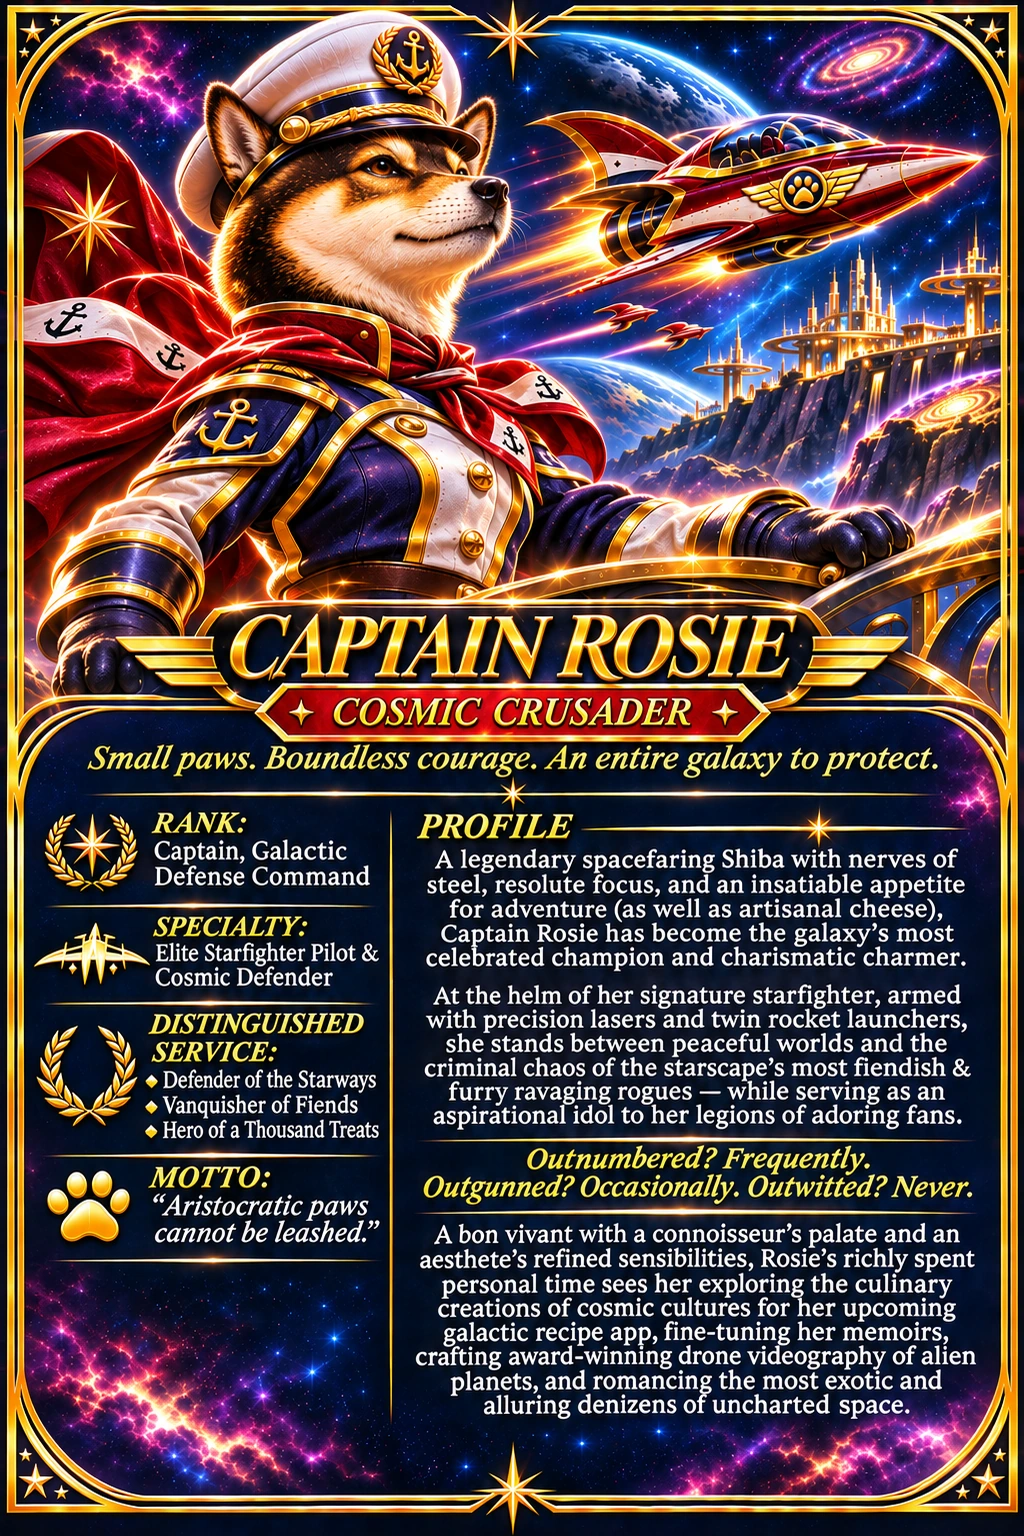 CAPTAIN ROSIE
COSMIC CRUSADER
Small paws. Boundless courage. An entire galaxy to protect.
RANK:
Captain, Galactic
Defense Command
SPECIALTY:
Elite Starfighter Pilot &
Cosmic Defender
DISTINGUISHED
SERVICE:
Defender of the Starways
Vanquisher of Fiends
Hero of a Thousand Treats
MOTTO:
“Aristocratic paws
cannot be leashed.”
PROFILE
A legendary spacefaring Shiba with nerves of
steel, resolute focus, and an insatiable appetite
for adventure (as well as artisanal cheese),
Captain Rosie has become the galaxy’s most
celebrated champion and charismatic charmer.
At the helm of her signature starfighter, armed
with precision lasers and twin rocket launchers,
she stands between peaceful worlds and the
criminal chaos of the starscape’s most fiendish &
furry ravaging rogues — while serving as an
aspirational idol to her legions of adoring fans.
Outnumbered? Frequently.
Outgunned? Occasionally. Outwitted? Never.
A bon vivant with a connoisseur’s palate and an
aesthete’s refined sensibilities, Rosie’s richly spent
personal time sees her exploring the culinary
creations of cosmic cultures for her upcoming
galactic recipe app, fine-tuning her memoirs,
crafting award-winning drone videography of alien
planets, and romancing the most exotic and
alluring denizens of uncharted space.